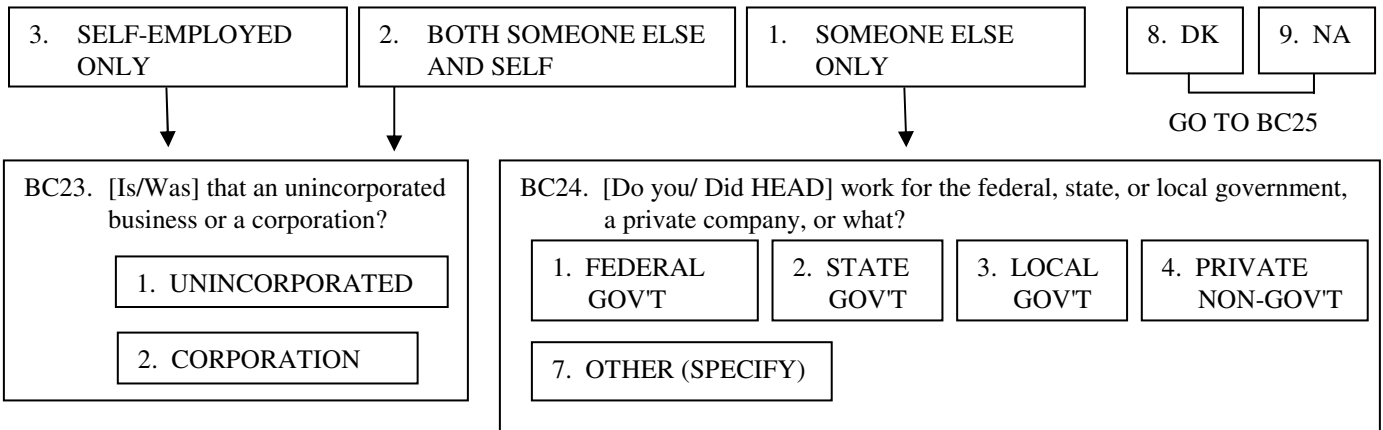 3. SELF-EMPLOYED
ONLY
2. BOTH SOMEONE ELSE
AND SELF
1. SOMEONE ELSE
ONLY
8. DK
9. NA
GO TO BC25
BC23. [Is/Was] that an unincorporated
business or a corporation?
1. UNINCORPORATED
2. CORPORATION
BC24. [Do you/ Did HEAD] work for the federal, state, or local government,
a private company, or what?
1. FEDERAL
GOV'T
2. STATE
GOV'T
3. LOCAL
GOV'T
4. PRIVATE
NON-GOV'T
7. OTHER (SPECIFY)